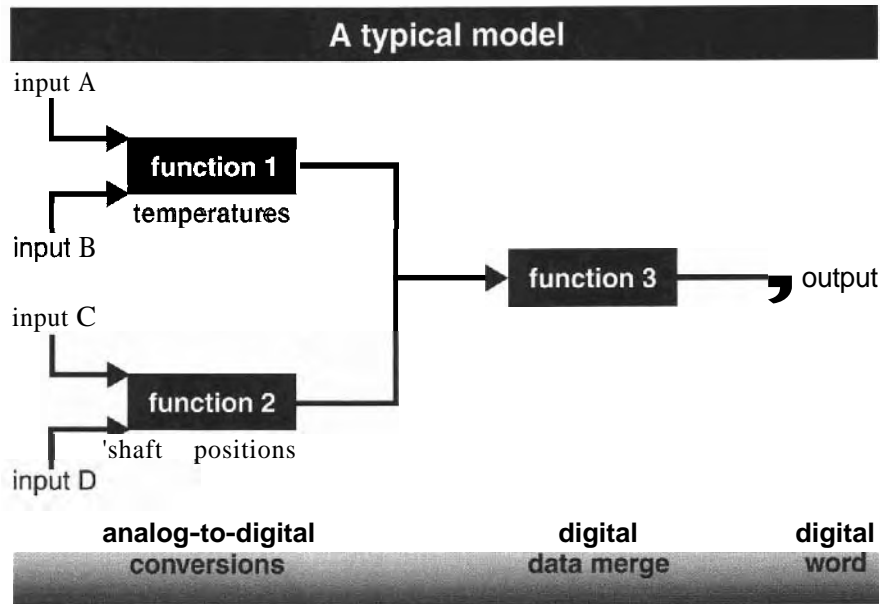 A typical model
input A
function 1
temperatures
input B
function 3
output
input C
function 2
'shaft positions
input D
analog-to-digital
conversions
digital
data merge
digital
word